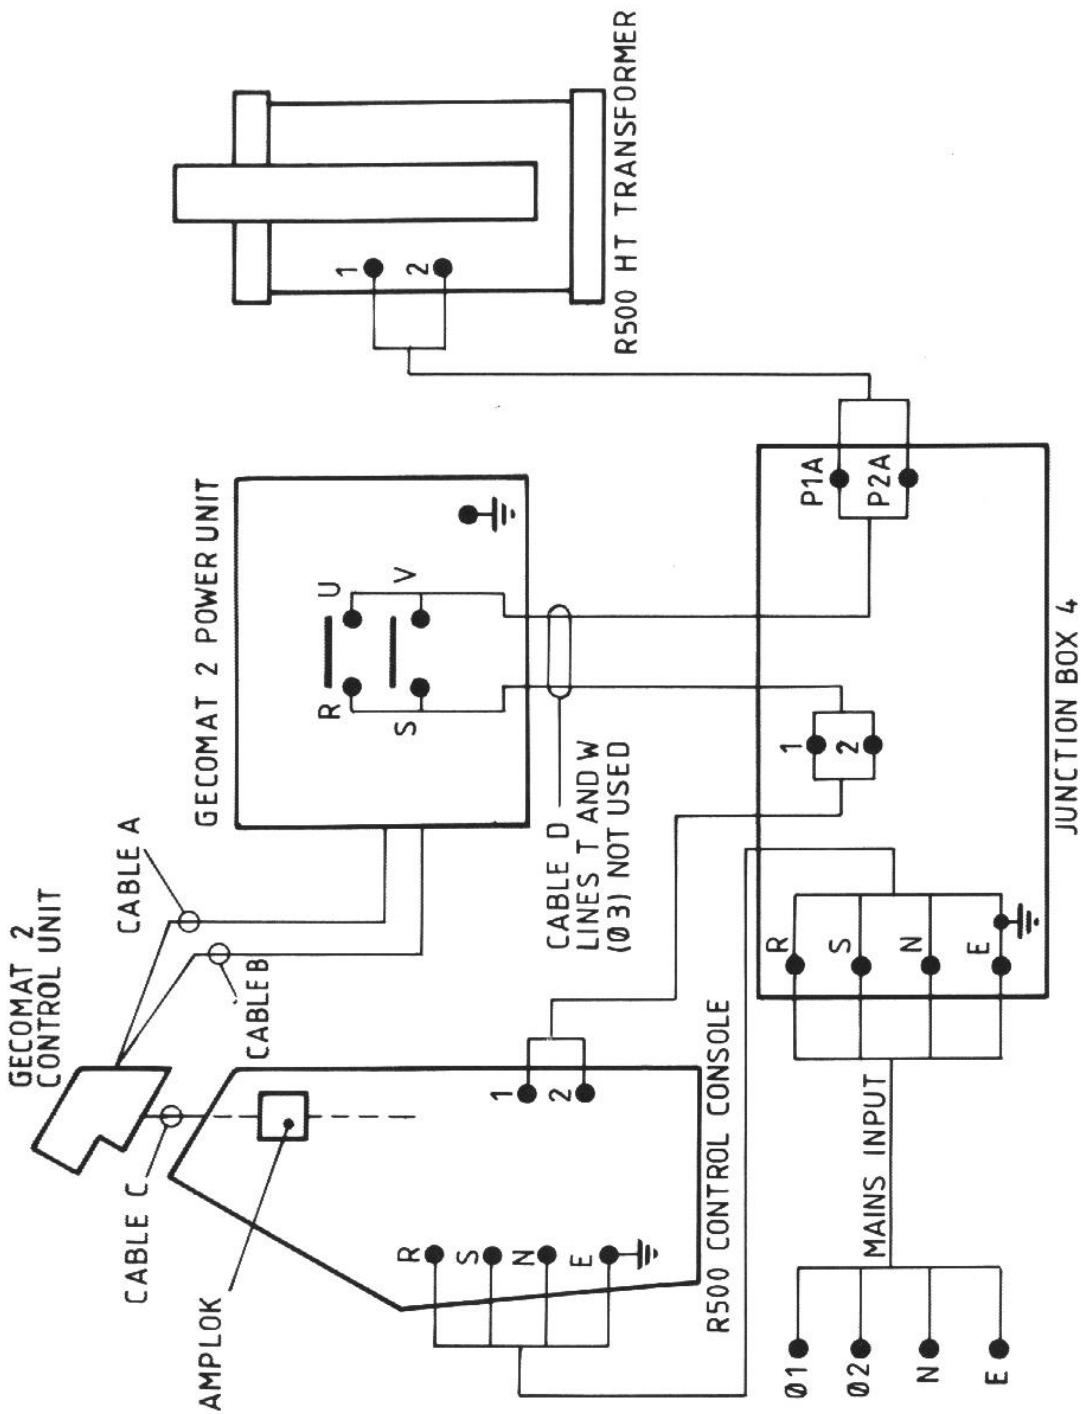 GECOMAT 2
CONTROL UNIT
CABLE A
CABLE B
CABLE C
AMPLOK
GECOMAT 2 POWER UNIT
R
U
S
V
CABLE D
LINES T AND W
(Ø3) NOT USED
1
2
R500 HT TRANSFORMER
1
2
R
S
N
E
R500 CONTROL CONSOLE
P1A
P2A
1
2
R
S
N
E
JUNCTION BOX 4
MAINS INPUT
Ø1
Ø2
N
E